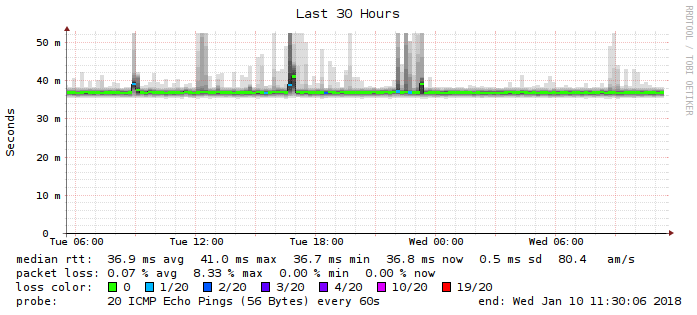 Last 30 Hours
RRDTOOL / TOBI OETIKER
Seconds
50 m
40 m
30 m
20 m
10 m
0
Tue 06:00 Tue 12:00 Tue 18:00 Wed 00:00 Wed 06:00
median rtt: 36.9 ms avg 41.0 ms max 36.7 ms min 36.8 ms now 0.5 ms sd 80.4 am/s
packet loss: 0.07 % avg 8.33 % max 0.00 % min 0.00 % now
loss color: 0 1/20 2/20 3/20 4/20 10/20 19/20
probe: 20 ICMP Echo Pings (56 Bytes) every 60s end: Wed Jan 10 11:30:06 2018